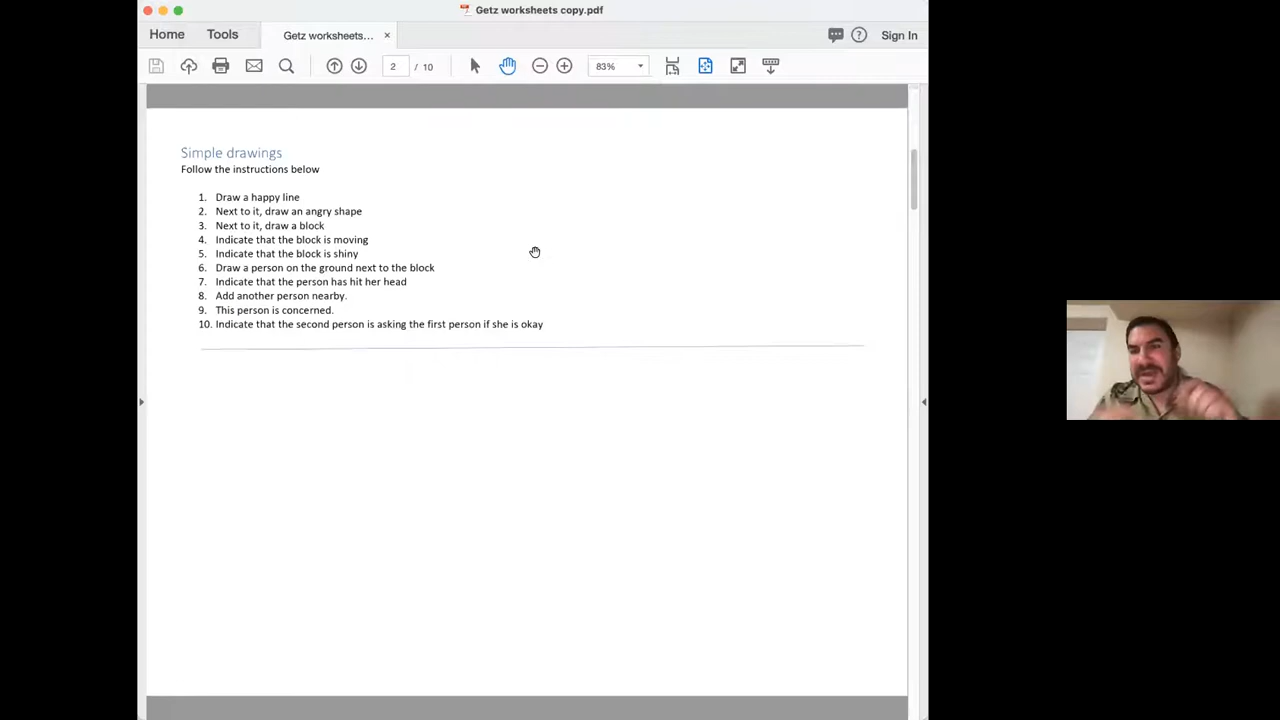 Getz worksheets copy.pdf
Home
Tools
Getz worksheets...
Sign In
2 / 10
83%
Simple drawings
Follow the instructions below
1. Draw a happy line
2. Next to it, draw an angry shape
3. Next to it, draw a block
4. Indicate that the block is moving
5. Indicate that the block is shiny
6. Draw a person on the ground next to the block
7. Indicate that the person has hit her head
8. Add another person nearby.
9. This person is concerned.
10. Indicate that the second person is asking the first person if she is okay